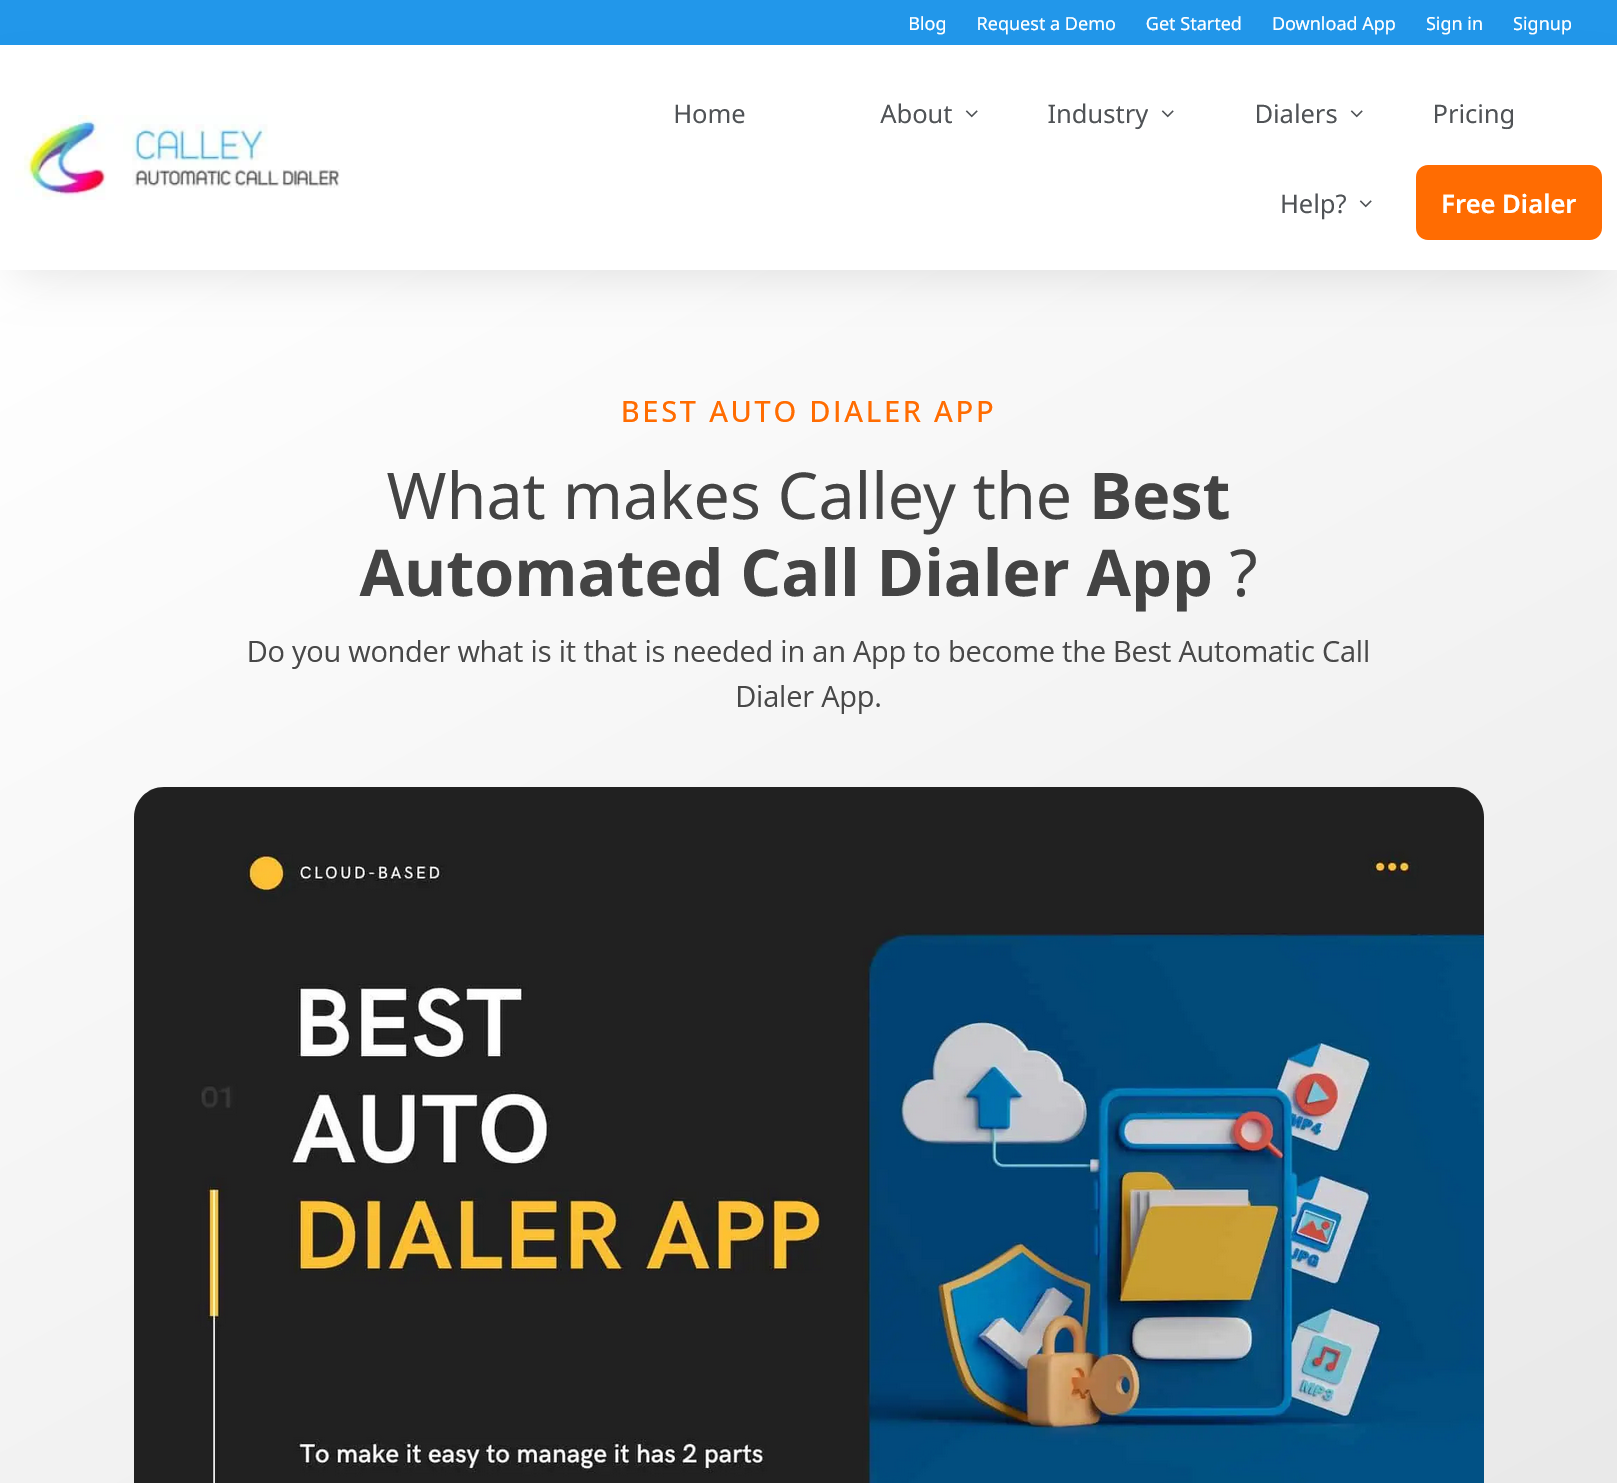 Blog Request a Demo Get Started Download App Sign in Signup
Home About Industry Dialers Pricing
CALLEY
AUTOMATIC CALL DIALER
Help? Free Dialer
BEST AUTO DIALER APP
What makes Calley the Best
Automated Call Dialer App ?
Do you wonder what is it that is needed in an App to become the Best Automatic Call
Dialer App.
CLOUD-BASED
BEST
AUTO
DIALER APP
01
MP4
JPG
MP3
To make it easy to manage it has 2 parts